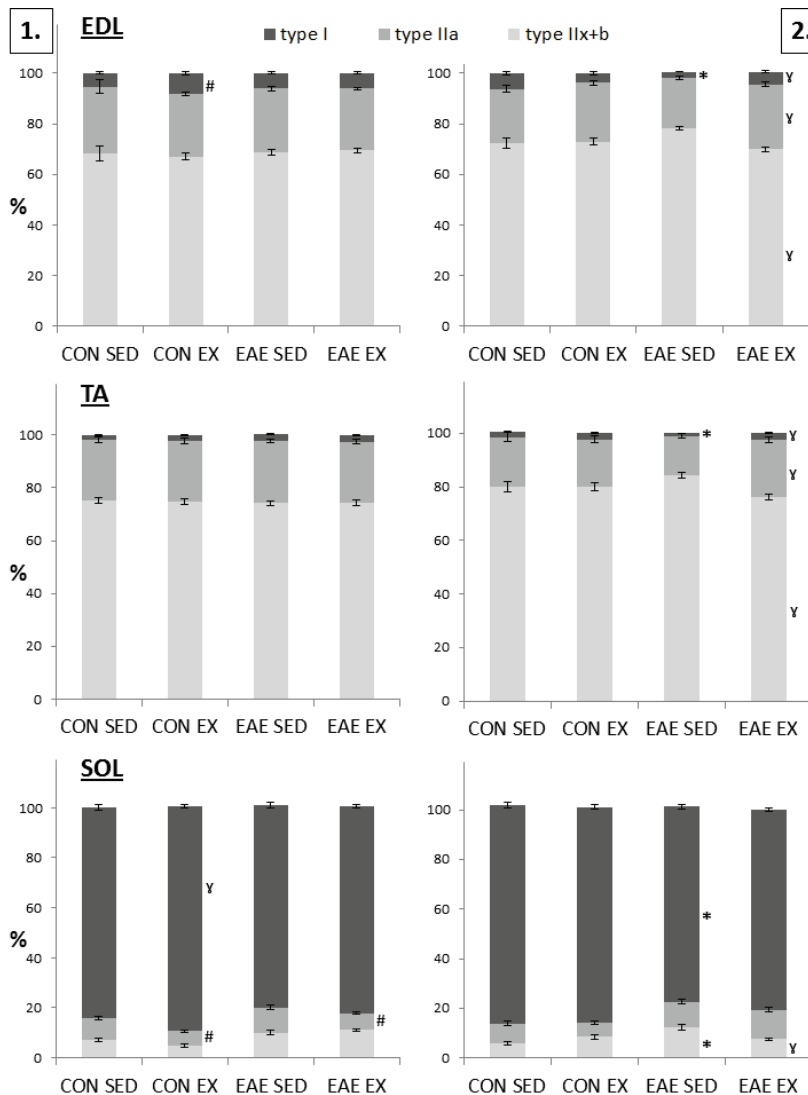 1. EDL ■ type I ■ type IIa ■ type IIx+b 2.
100 # 100 * ɣ
80 80 ɣ
60 60
%
40 40
ɣ
20 20
0 0
CON SED CON EX EAE SED EAE EX CON SED CON EX EAE SED EAE EX
TA
100 100 * ɣ
80 80 ɣ
60 60
%
40 40
ɣ
20 20
0 0
CON SED CON EX EAE SED EAE EX CON SED CON EX EAE SED EAE EX
SOL
100 100
80 80
ɣ
60 60 *
%
40 40
20 # 20
# * ɣ
0 0
CON SED CON EX EAE SED EAE EX CON SED CON EX EAE SED EAE EX